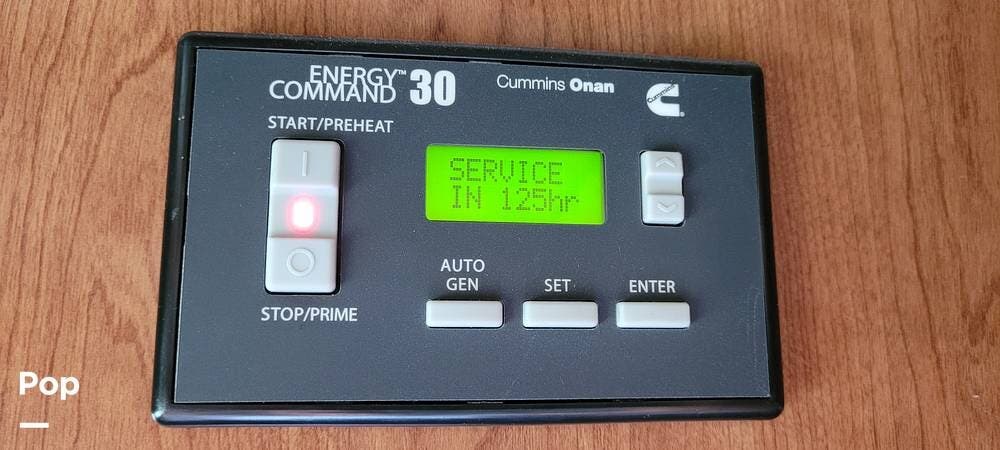 ENERGY™
COMMAND 30
Cummins Onan
Cummins
START/PREHEAT
SERVICE
IN 125hr
AUTO
GEN
SET
ENTER
STOP/PRIME
Pop